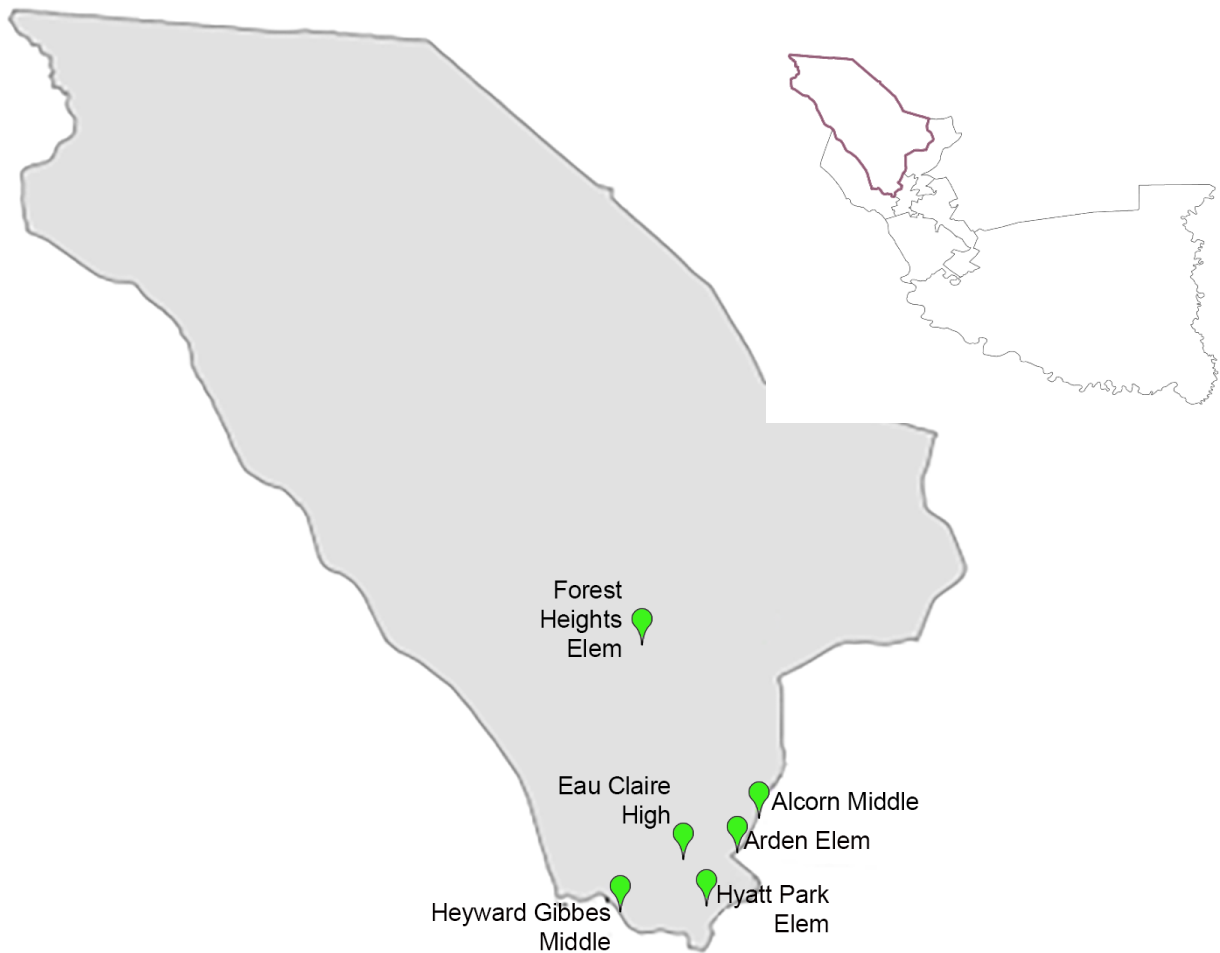 Forest
Heights
Elem
Eau Claire
High
Alcorn Middle
Arden Elem
Hyatt Park
Elem
Heyward Gibbes
Middle